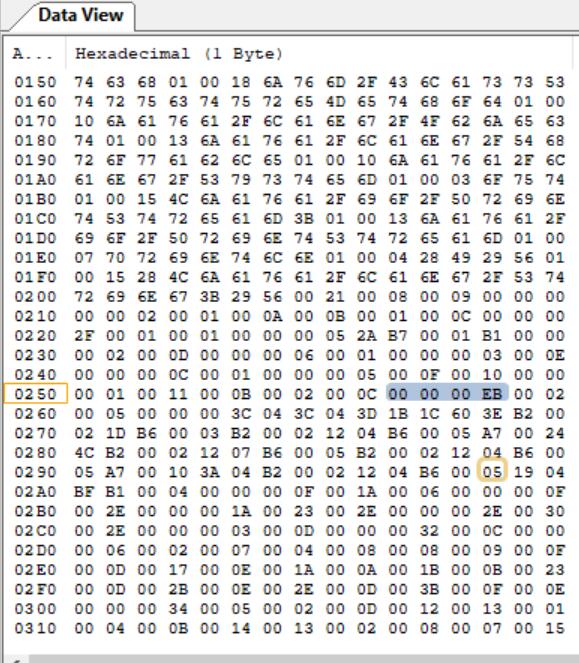 Data View
A... Hexadecimal (1 Byte)
0150 74 63 68 01 00 18 6A 76 6D 2F 43 6C 61 73 73 53
0160 74 72 75 63 74 75 72 65 4D 65 74 68 6F 64 01 00
0170 10 6A 61 76 61 2F 6C 61 6E 67 2F 4F 62 6A 65 63
0180 74 01 00 13 6A 61 76 61 2F 6C 61 6E 67 2F 54 68
0190 72 6F 77 61 62 6C 65 01 00 10 6A 61 76 61 2F 6C
01A0 61 6E 67 2F 53 79 73 74 65 6D 01 00 03 6F 75 74
01B0 01 00 15 4C 6A 61 76 61 2F 69 6F 2F 50 72 69 6E
01C0 74 53 74 72 65 61 6D 3B 01 00 13 6A 61 76 61 2F
01D0 69 6F 2F 50 72 69 6E 74 53 74 72 65 61 6D 01 00
01E0 07 70 72 69 6E 74 6C 6E 01 00 04 28 49 29 56 01
01F0 00 15 28 4C 6A 61 76 61 2F 6C 61 6E 67 2F 53 74
0200 72 69 6E 67 3B 29 56 00 21 00 08 00 09 00 00 00
0210 00 00 02 00 01 00 0A 00 0B 00 01 00 0C 00 00 00
0220 2F 00 01 00 01 00 00 00 05 2A B7 00 01 B1 00 00
0230 00 02 00 0D 00 00 00 06 00 01 00 00 00 03 00 0E
0240 00 00 00 0C 00 01 00 00 00 05 00 0F 00 10 00 00
0250 00 01 00 11 00 0B 00 02 00 0C 00 00 00 EB 00 02
0260 00 05 00 00 00 3C 04 3C 04 3D 1B 1C 60 3E B2 00
0270 02 1D B6 00 03 B2 00 02 12 04 B6 00 05 A7 00 24
0280 4C B2 00 02 12 07 B6 00 05 B2 00 02 12 04 B6 00
0290 05 A7 00 10 3A 04 B2 00 02 12 04 B6 00 05 19 04
02A0 BF B1 00 04 00 00 00 0F 00 1A 00 06 00 00 00 0F
02B0 00 2E 00 00 00 1A 00 23 00 2E 00 00 00 2E 00 30
02C0 00 2E 00 00 00 03 00 0D 00 00 00 32 00 0C 00 00
02D0 00 06 00 02 00 07 00 04 00 08 00 08 00 09 00 0F
02E0 00 0D 00 17 00 0E 00 1A 00 0A 00 1B 00 0B 00 23
02F0 00 0D 00 2B 00 0E 00 2E 00 0D 00 3B 00 0F 00 0E
0300 00 00 00 34 00 05 00 02 00 0D 00 12 00 13 00 01
0310 00 04 00 0B 00 14 00 13 00 02 00 08 00 07 00 15